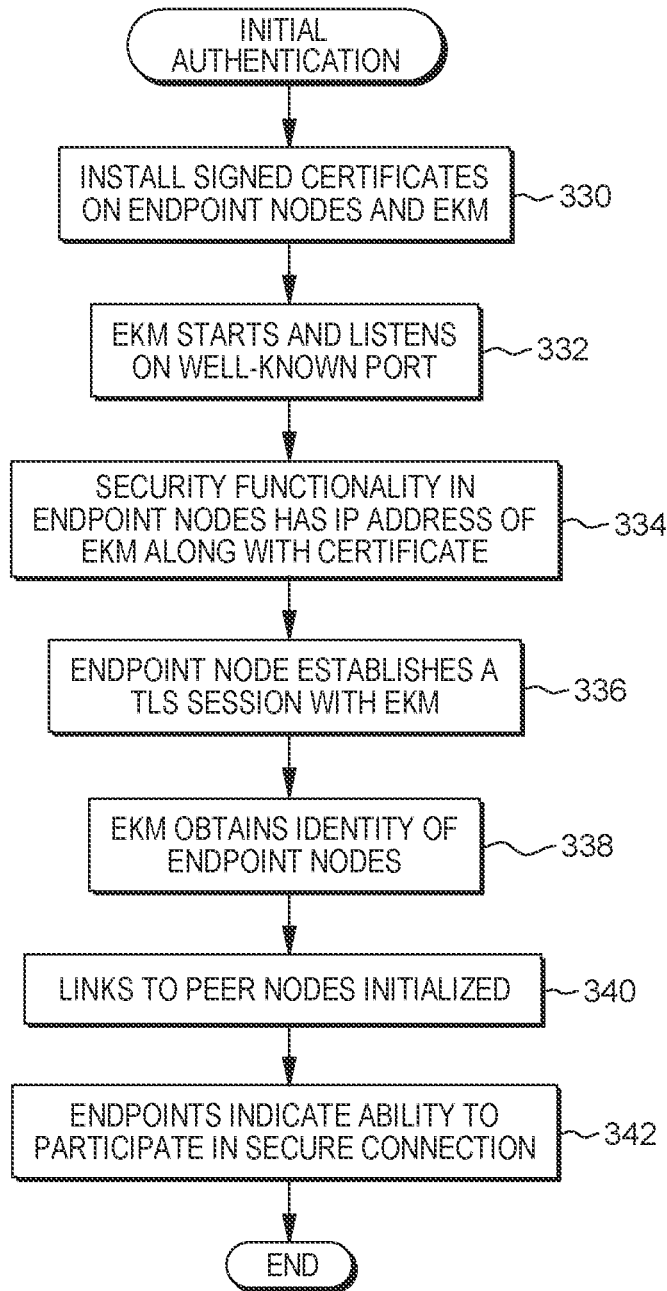 INITIAL
AUTHENTICATION
INSTALL SIGNED CERTIFICATES
ON ENDPOINT NODES AND EKM
330
EKM STARTS AND LISTENS
ON WELL-KNOWN PORT
332
SECURITY FUNCTIONALITY IN
ENDPOINT NODES HAS IP ADDRESS OF
EKM ALONG WITH CERTIFICATE
334
ENDPOINT NODE ESTABLISHES A
TLS SESSION WITH EKM
336
EKM OBTAINS IDENTITY OF
ENDPOINT NODES
338
LINKS TO PEER NODES INITIALIZED
340
ENDPOINTS INDICATE ABILITY TO
PARTICIPATE IN SECURE CONNECTION
342
END